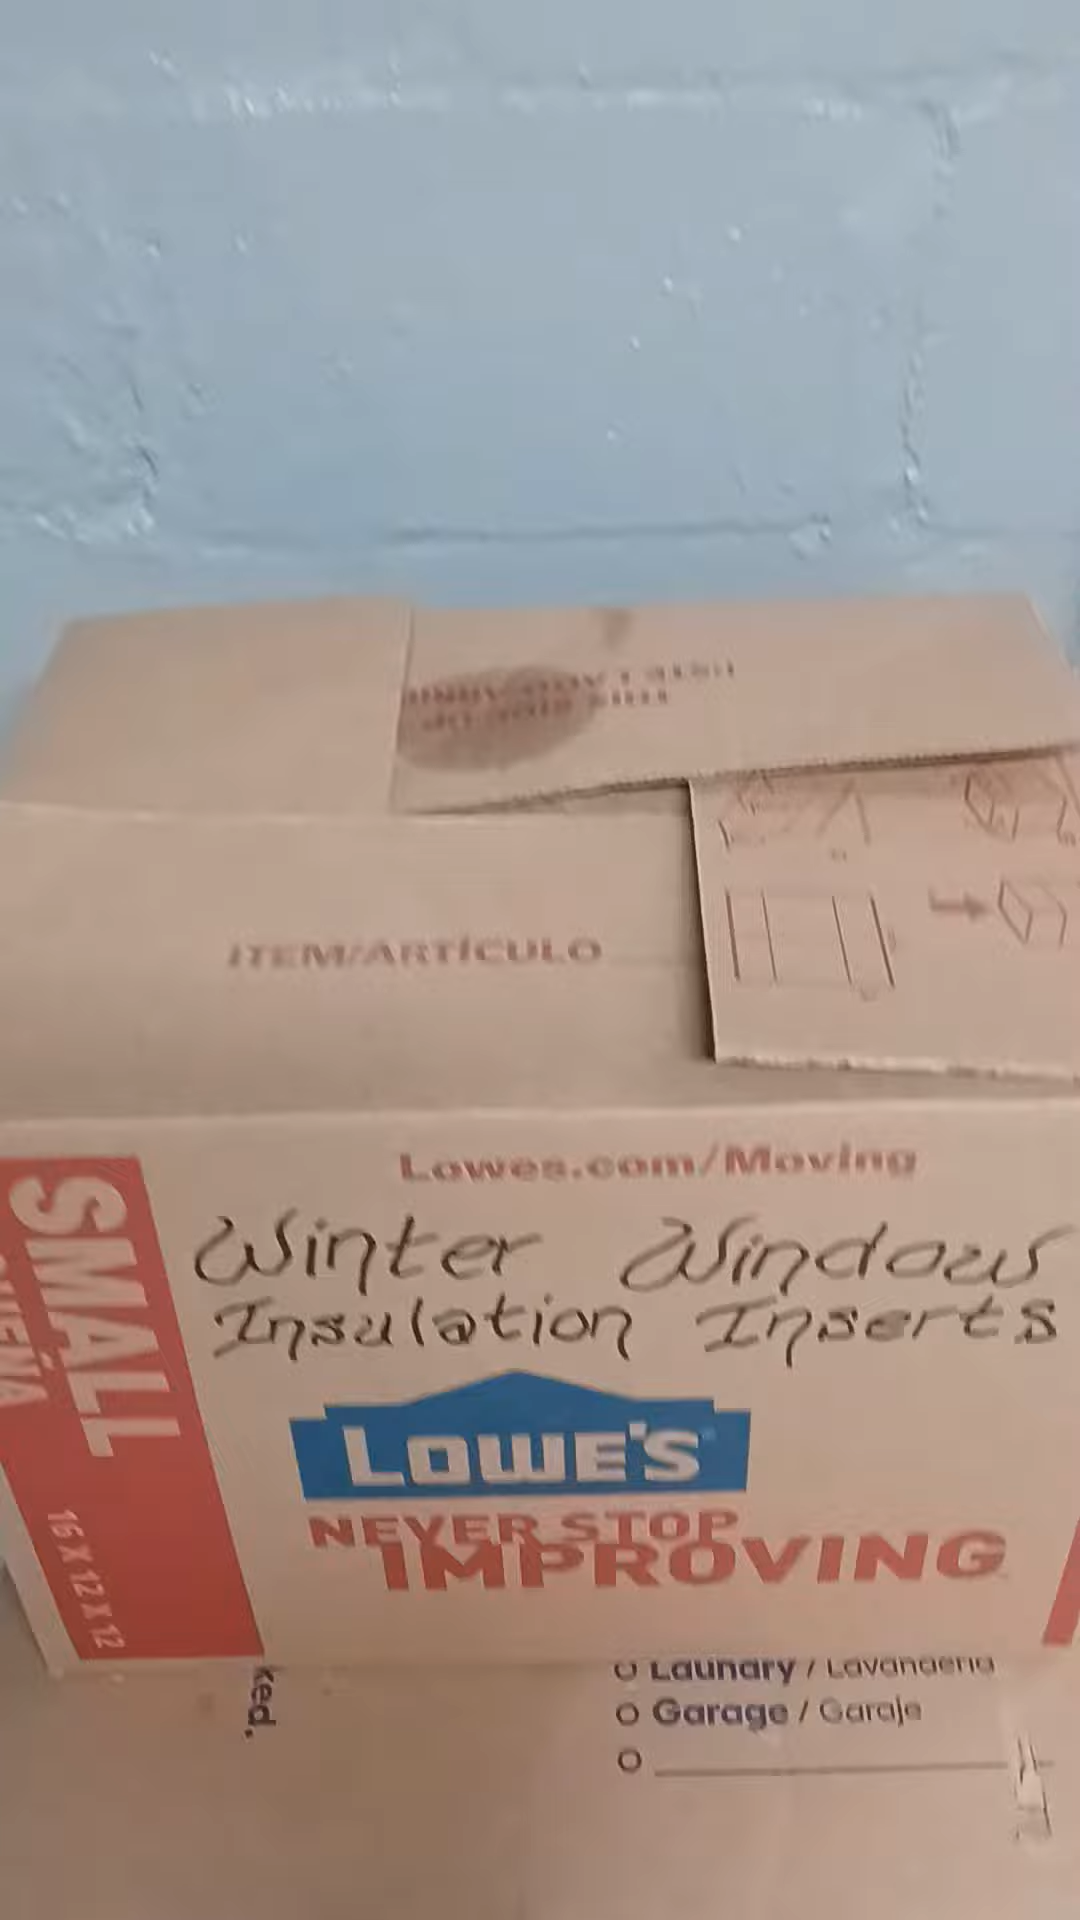 ITEM/ARTÍCULO
Lowes.com/Moving
Winter Window
Insulation Inserts
SMALL
16 X 12 X 12
LOWE'S
NEVER STOP
IMPROVING
ked.
Laundry / Lavandería
Garage / Garaje